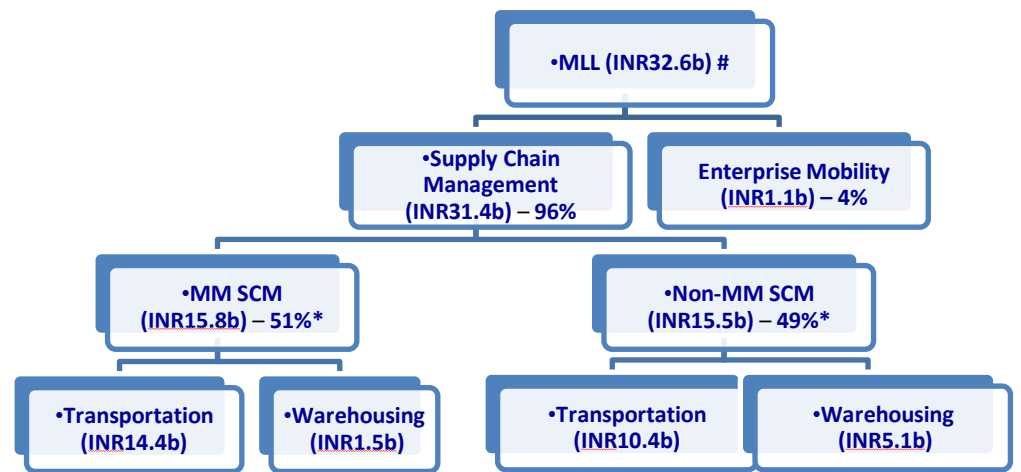 •MLL (INR32.6b) #
•Supply Chain
Management
(INR31.4b) – 96%
Enterprise Mobility
(INR1.1b) – 4%
•MM SCM
(INR15.8b) – 51%*
•Non-MM SCM
(INR15.5b) – 49%*
•Transportation
(INR14.4b)
•Warehousing
(INR1.5b)
•Transportation
(INR10.4b)
•Warehousing
(INR5.1b)